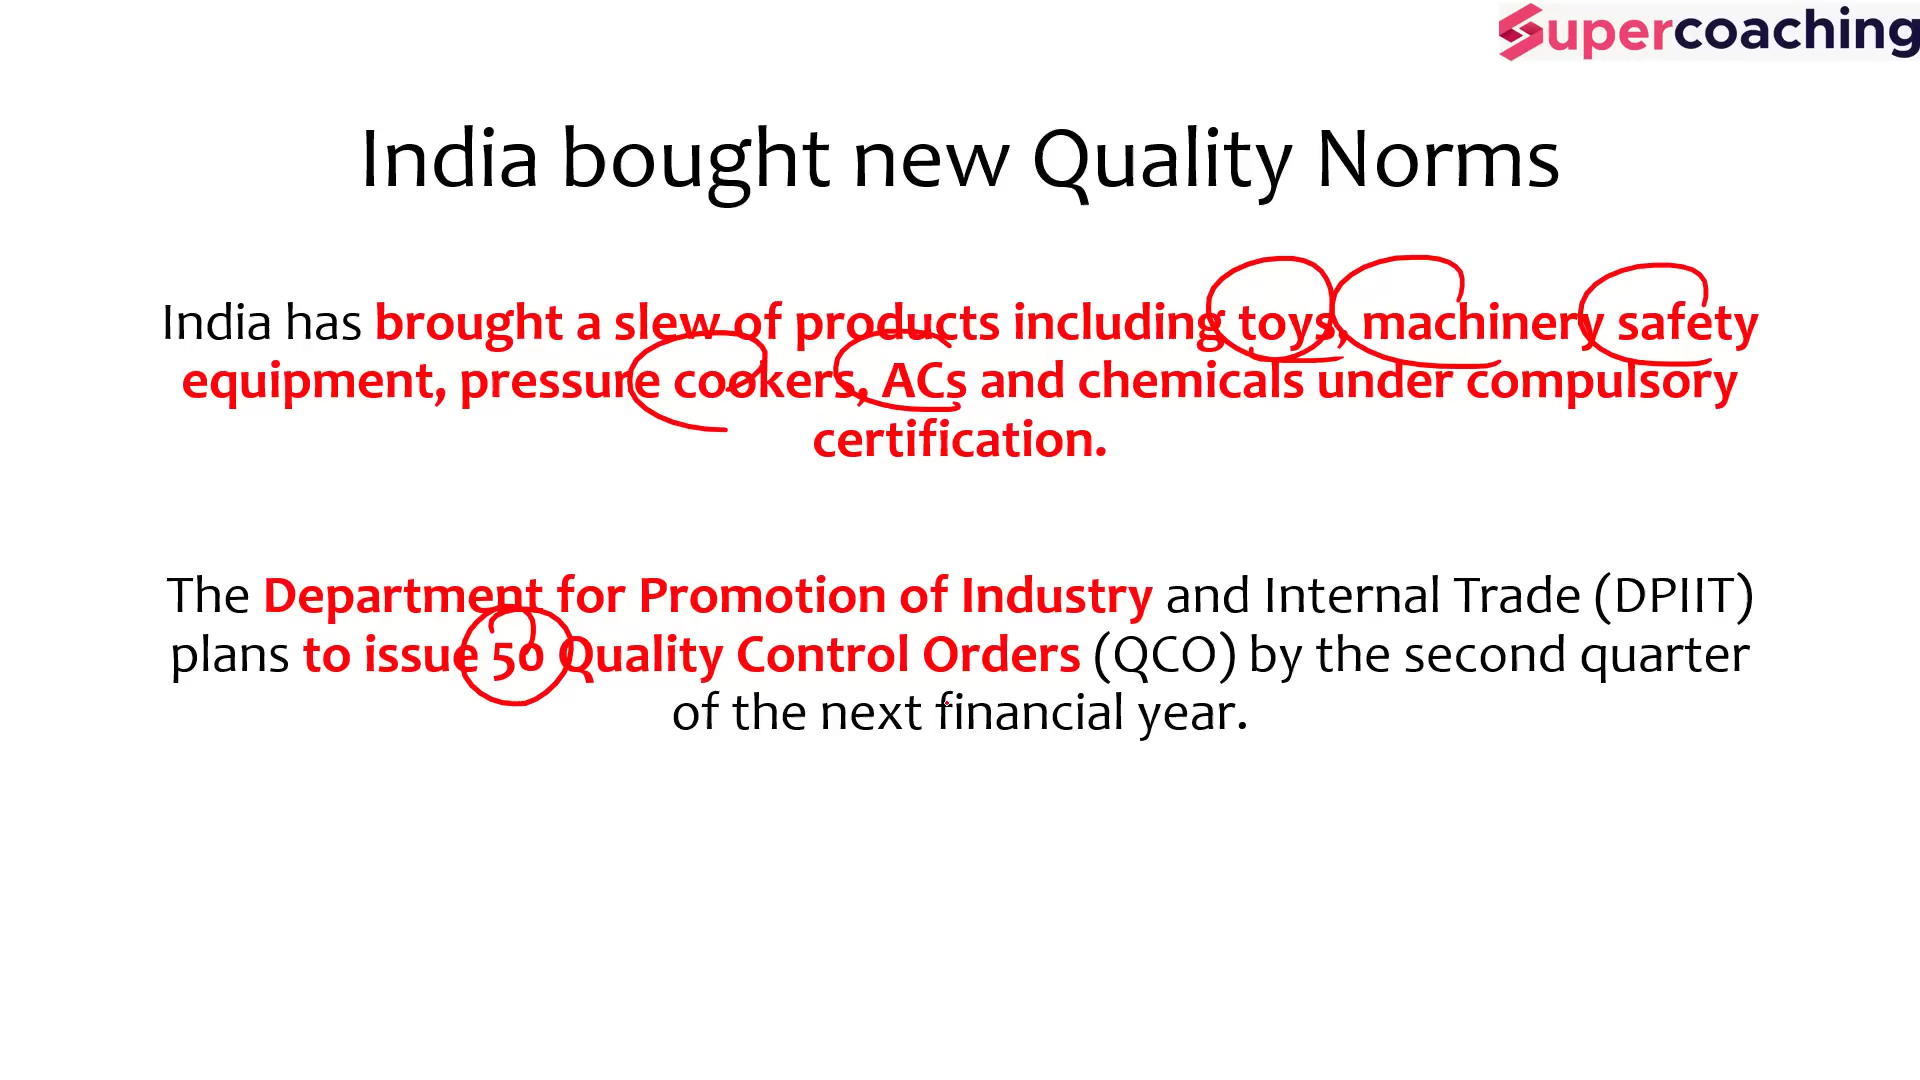 Supercoaching
India bought new Quality Norms
India has brought a slew of products including toys, machinery safety
equipment, pressure cookers, ACs and chemicals under compulsory
certification.
The Department for Promotion of Industry and Internal Trade (DPIIT)
plans to issue 50 Quality Control Orders (QCO) by the second quarter
of the next financial year.